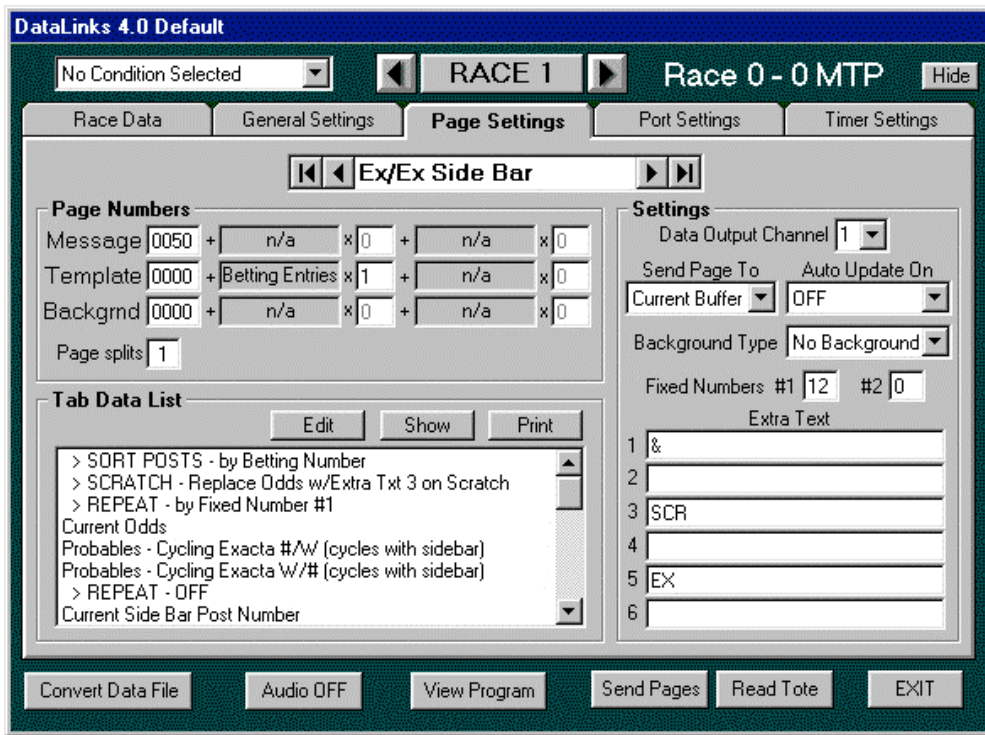 DataLinks 4.0 Default
No Condition Selected
RACE 1
Race 0 - 0 MTP
Hide
Race Data
General Settings
Page Settings
Port Settings
Timer Settings
Ex/Ex Side Bar
Page Numbers
Message 0050 + n/a x 0 + n/a x 0
Template 0000 + Betting Entries x 1 + n/a x 0
Backgrnd 0000 + n/a x 0 + n/a x 0
Page splits 1
Tab Data List
Edit
Show
Print
> SORT POSTS - by Betting Number
> SCRATCH - Replace Odds w/Extra Txt 3 on Scratch
> REPEAT - by Fixed Number #1
Current Odds
Probables - Cycling Exacta #/W (cycles with sidebar)
Probables - Cycling Exacta W/# (cycles with sidebar)
> REPEAT - OFF
Current Side Bar Post Number
Settings
Data Output Channel 1
Send Page To
Auto Update On
Current Buffer
OFF
Background Type No Background
Fixed Numbers #1 12 #2 0
Extra Text
1 &
2
3 SCR
4
5 EX
6
Convert Data File
Audio OFF
View Program
Send Pages
Read Tote
EXIT